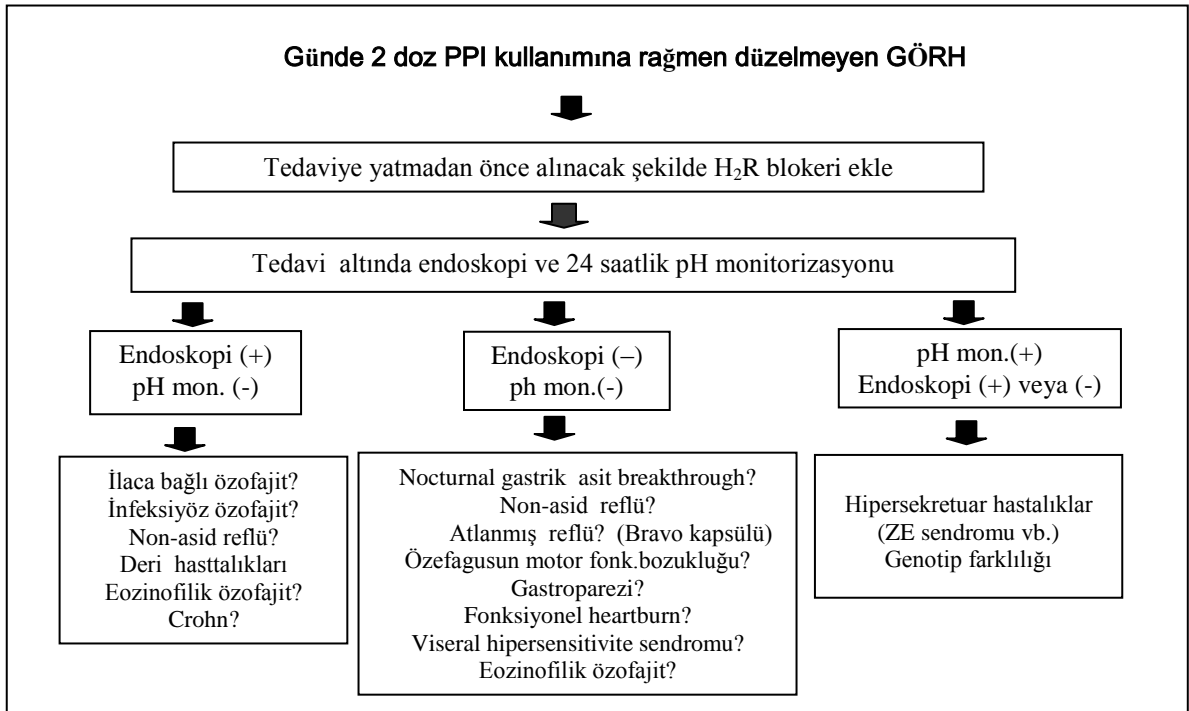 Günde 2 doz PPI kullanımına rağmen düzelmeyen GÖRH
Tedaviye yatmadan önce alınacak şekilde H₂R blokeri ekle
Tedavi altında endoskopi ve 24 saatlik pH monitorizasyonu
Endoskopi (+)
pH mon. (-)
Endoskopi (–)
ph mon.(-)
pH mon.(+)
Endoskopi (+) veya (-)
İlaca bağlı özofajit?
İnfeksiyöz özofajit?
Non-asid reflü?
Deri hasttalıkları
Eozinofilik özofajit?
Crohn?
Nocturnal gastrik asit breakthrough?
Non-asid reflü?
Atlanmış reflü? (Bravo kapsülü)
Özefagusun motor fonk.bozukluğu?
Gastroparezi?
Fonksiyonel heartburn?
Viseral hipersensitivite sendromu?
Eozinofilik özofajit?
Hipersekretuar hastalıklar
(ZE sendromu vb.)
Genotip farklılığı